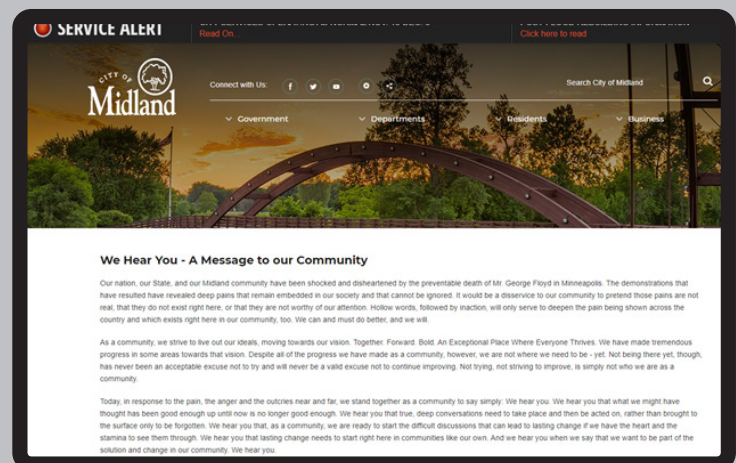 SERVICE ALERT
Read On...
Click here to read
CITY OF
Midland
Connect with Us:
Search City of Midland
Government
Departments
Residents
Business
We Hear You - A Message to our Community
Our nation, our State, and our Midland community have been shocked and disheartened by the preventable death of Mr. George Floyd in Minneapolis. The demonstrations that
have resulted have revealed deep pains that remain embedded in our society and that cannot be ignored. It would be a disservice to our community to pretend those pains are not
real, that they do not exist right here, or that they are not worthy of our attention. Hollow words, followed by inaction, will only serve to deepen the pain being shown across the
country and which exists right here in our community, too. We can and must do better, and we will.
As a community, we strive to live out our ideals, moving towards our vision. Together. Forward. Bold. An Exceptional Place Where Everyone Thrives. We have made tremendous
progress in some areas towards that vision. Despite all of the progress we have made as a community, however, we are not where we need to be - yet. Not being there yet, though,
has never been an acceptable excuse not to try and will never be a valid excuse not to continue improving. Not trying, not striving to improve, is simply not who we are as a
community.
Today, in response to the pain, the anger and the outcries near and far, we stand together as a community to say simply: We hear you. We hear you that what we might have
thought has been good enough up until now is no longer good enough. We hear you that true, deep conversations need to take place and then be acted on, rather than brought to
the surface only to be forgotten. We hear you that, as a community, we are ready to start the difficult discussions that can lead to lasting change if we have the heart and the
stamina to see them through. We hear you that lasting change needs to start right here in communities like our own. And we hear you when we say that we want to be part of the
solution and change in our community. We hear you.